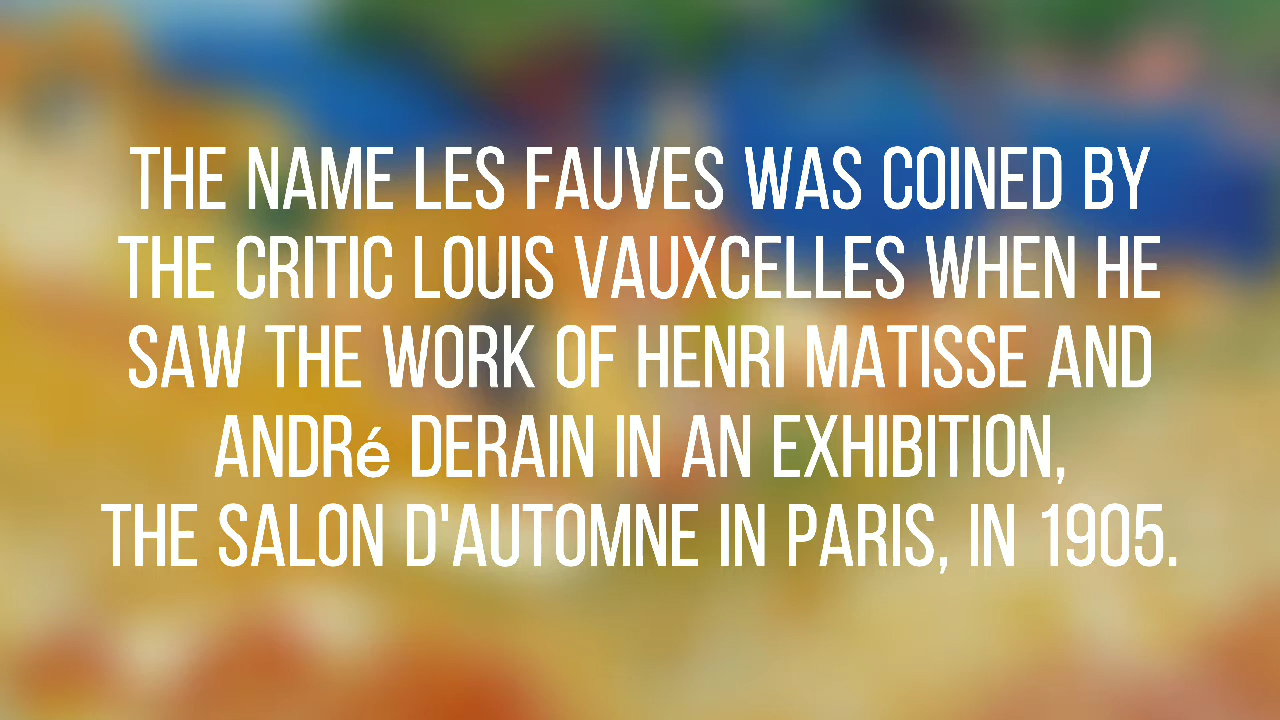 THE NAME LES FAUVES WAS COINED BY
THE CRITIC LOUIS VAUXCELLES WHEN HE
SAW THE WORK OF HENRI MATISSE AND
ANDRé DERAIN IN AN EXHIBITION,
THE SALON D'AUTOMNE IN PARIS, IN 1905.